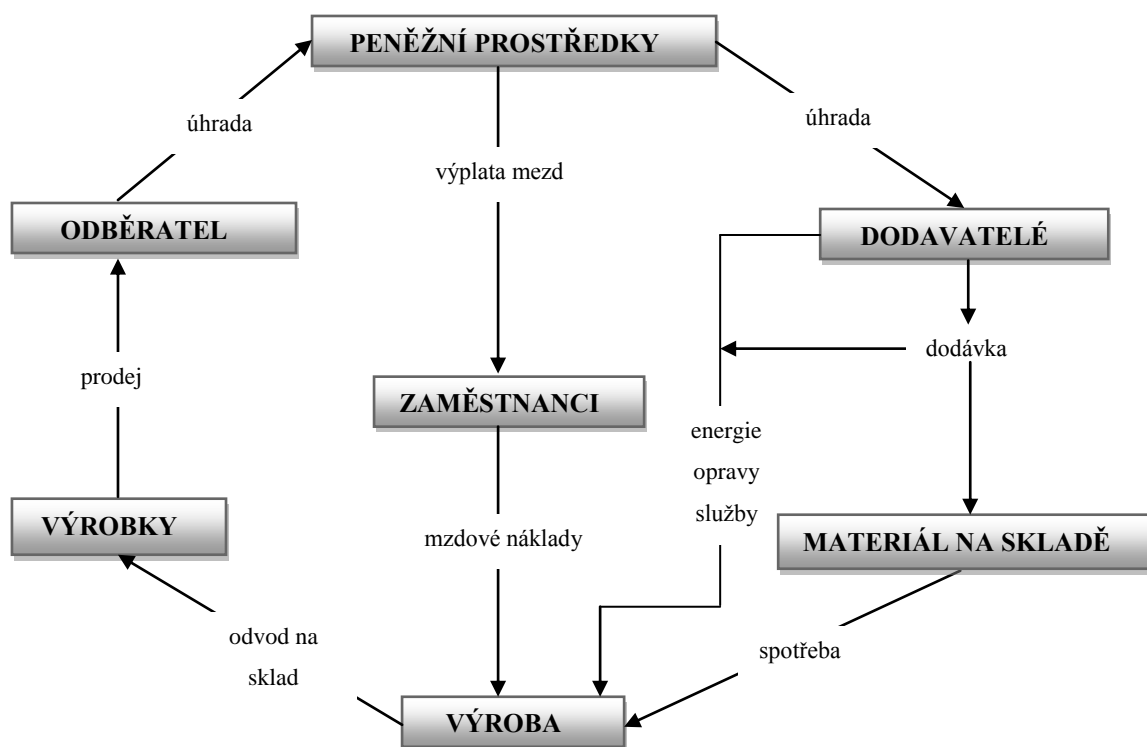 PENĚŽNÍ PROSTŘEDKY
úhrada
úhrada
výplata mezd
ODBĚRATEL
DODAVATELÉ
dodávka
prodej
ZAMĚSTNANCI
energie
opravy
služby
VÝROBKY
mzdové náklady
MATERIÁL NA SKLADĚ
odvod na
sklad
spotřeba
VÝROBA